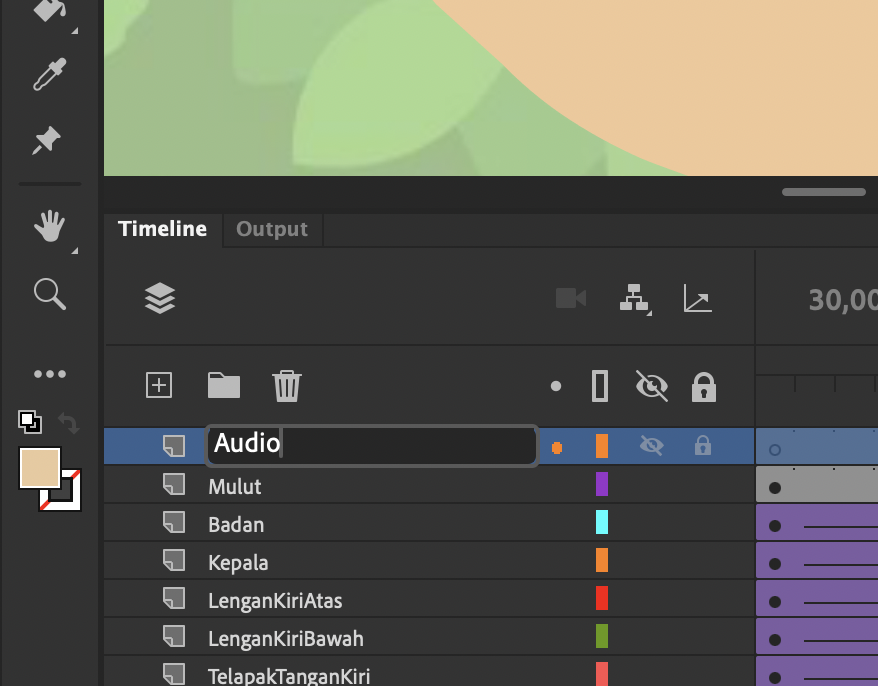 Timeline
Output
30,00
Audio
Mulut
Badan
Kepala
LenganKiriAtas
LenganKiriBawah
TelapakTanganKiri